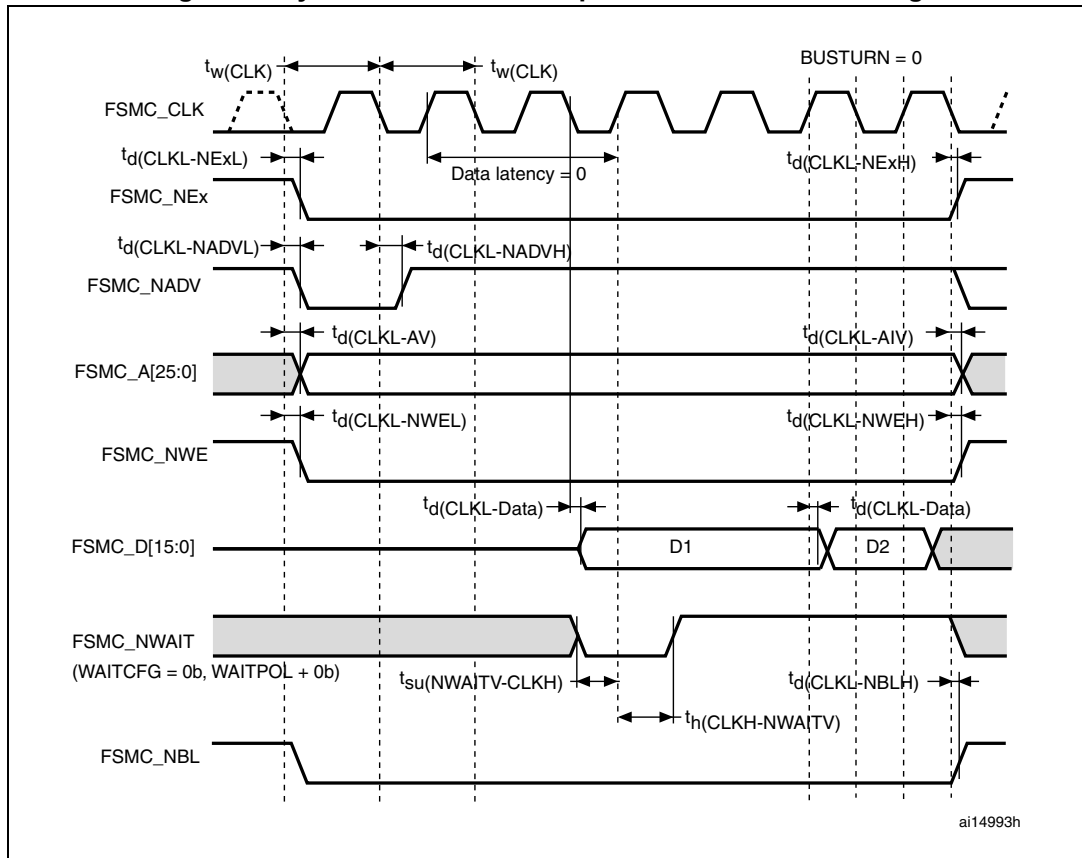 BUSTURN = 0
tw(CLK)
tw(CLK)
FSMC_CLK
td(CLKL-NExL)
Data latency = 0
td(CLKL-NExH)
FSMC_NEx
td(CLKL-NADVL)
td(CLKL-NADVH)
FSMC_NADV
td(CLKL-AV)
td(CLKL-AIV)
FSMC_A[25:0]
td(CLKL-NWEL)
td(CLKL-NWEH)
FSMC_NWE
td(CLKL-Data)
td(CLKL-Data)
FSMC_D[15:0]
D1
D2
FSMC_NWAIT
(WAITCFG = 0b, WAITPOL + 0b)
tsu(NWAITV-CLKH)
td(CLKL-NBLH)
th(CLKH-NWAITV)
FSMC_NBL
ai14993h